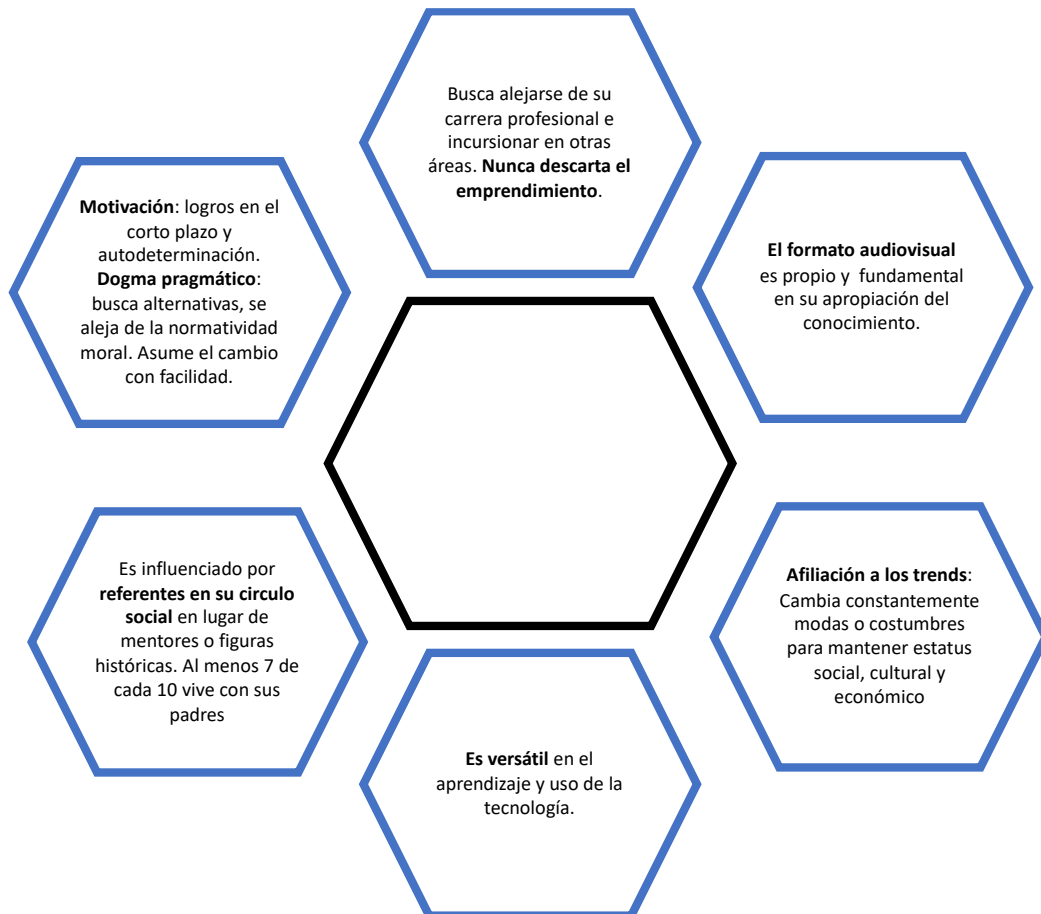 Busca alejarse de su
carrera profesional e
incursionar en otras
áreas. Nunca descarta el
emprendimiento.
Motivación: logros en el
corto plazo y
autodeterminación.
Dogma pragmático:
busca alternativas, se
aleja de la normatividad
moral. Asume el cambio
con facilidad.
El formato audiovisual
es propio y fundamental
en su apropiación del
conocimiento.
Es influenciado por
referentes en su circulo
social en lugar de
mentores o figuras
históricas. Al menos 7 de
cada 10 vive con sus
padres
Afiliación a los trends:
Cambia constantemente
modas o costumbres
para mantener estatus
social, cultural y
económico
Es versátil en el
aprendizaje y uso de la
tecnología.